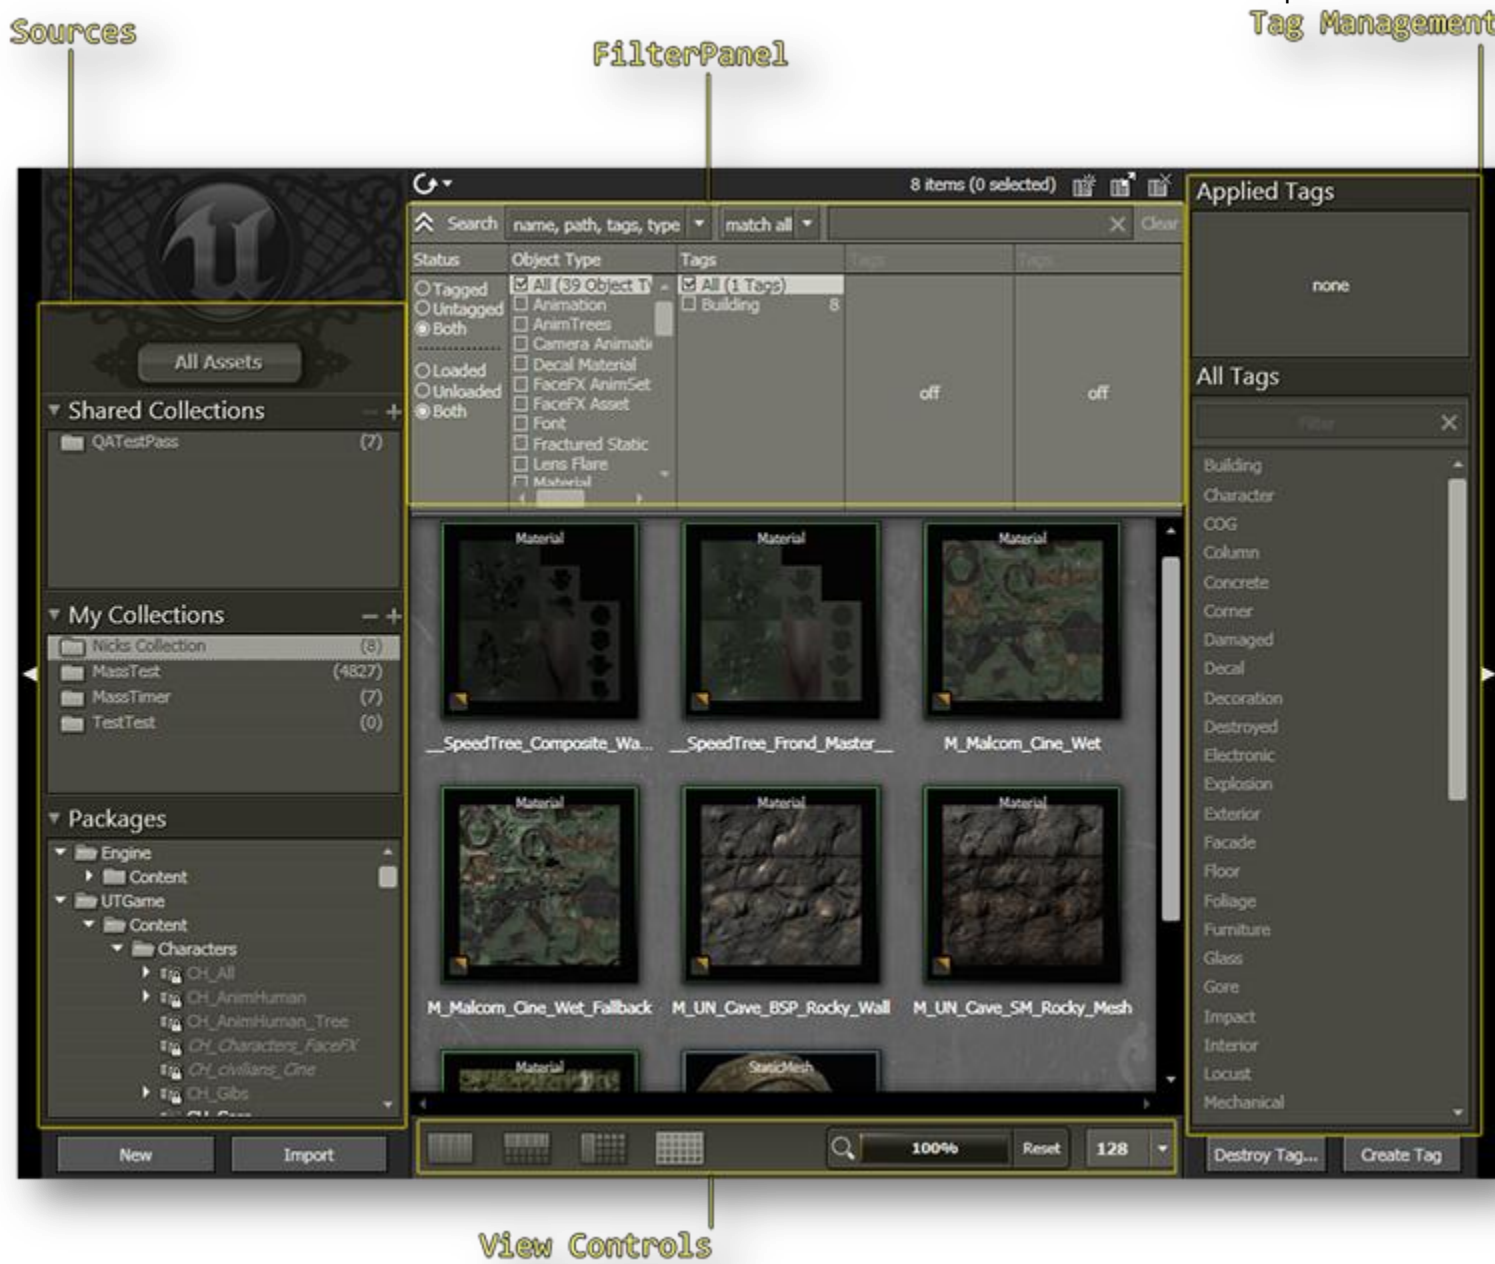 Sources
FilterPanel
Tag Management
8 items (0 selected)
Search
name, path, tags, type
match all
Clear
Status
Object Type
Tags
Tags
Tags
Tagged
Untagged
Both
Loaded
Unloaded
Both
All (39 Object Ty
Animation
AnimTrees
Camera Animati
Decal Material
FaceFX AnimSet
FaceFX Asset
Font
Fractured Static
Lens Flare
Material
All (1 Tags)
Building 8
off
off
All Assets
Shared Collections
QATestPass (7)
My Collections
Nicks Collection (8)
MassTest (4827)
MassTimer (7)
TestTest (0)
Packages
Engine
Content
UTGame
Content
Characters
CH_All
CH_AnimHuman
CH_AnimHuman_Tree
CH_Characters_FaceFX
CH_civilians_Cine
CH_Gibs
New
Import
Material
Material
Material
__SpeedTree_Composite_Wa...
__SpeedTree_Frond_Master__
M_Malcom_Cine_Wet
Material
Material
Material
M_Malcom_Cine_Wet_Fallback
M_UN_Cave_BSP_Rocky_Wall
M_UN_Cave_SM_Rocky_Mesh
Material
StaticMesh
100%
Reset
128
Applied Tags
none
All Tags
Filter
Building
Character
COG
Column
Concrete
Corner
Damaged
Decal
Decoration
Destroyed
Electronic
Explosion
Exterior
Facade
Floor
Foliage
Furniture
Glass
Gore
Impact
Interior
Locust
Mechanical
Destroy Tag...
Create Tag
View Controls